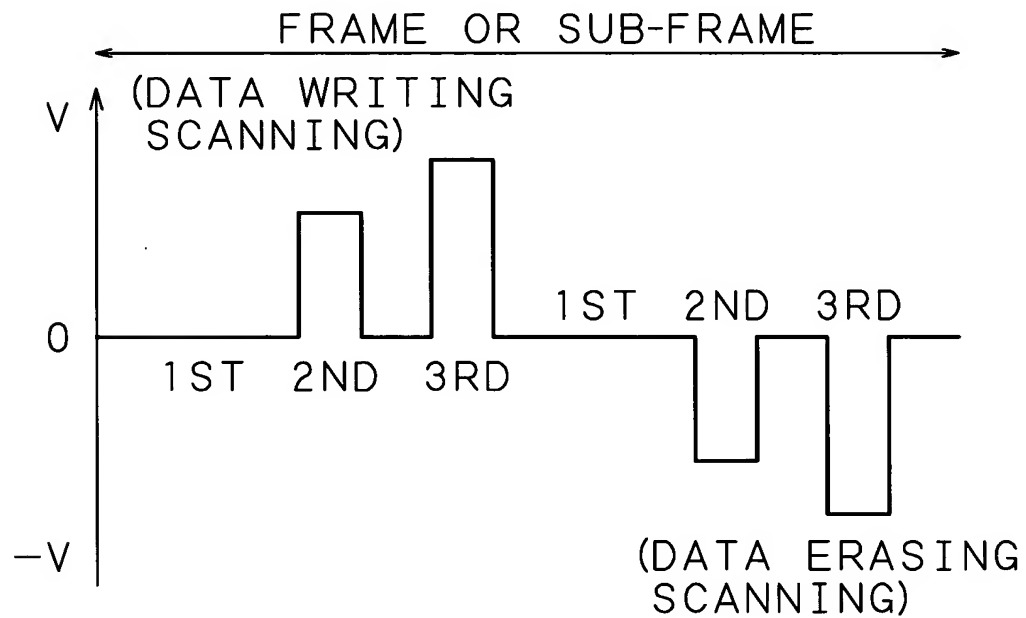 FRAME OR SUB-FRAME
V
(DATA WRITING
SCANNING)
1ST 2ND 3RD
0
1ST 2ND 3RD
-V
(DATA ERASING
SCANNING)